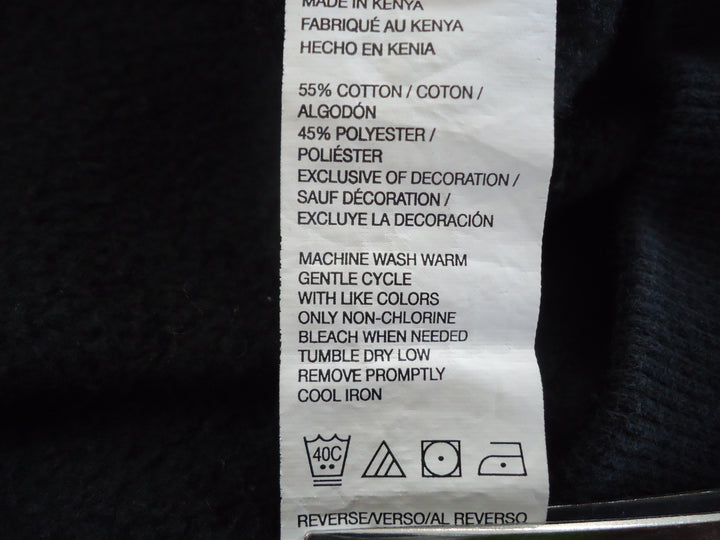 MADE IN KENYA
FABRIQUÉ AU KENYA
HECHO EN KENIA
55% COTTON / COTON /
ALGODÓN
45% POLYESTER /
POLIÉSTER
EXCLUSIVE OF DECORATION /
SAUF DÉCORATION /
EXCLUYE LA DECORACIÓN
MACHINE WASH WARM
GENTLE CYCLE
WITH LIKE COLORS
ONLY NON-CHLORINE
BLEACH WHEN NEEDED
TUMBLE DRY LOW
REMOVE PROMPTLY
COOL IRON
40C
REVERSE/VERSO/AL REVERSO